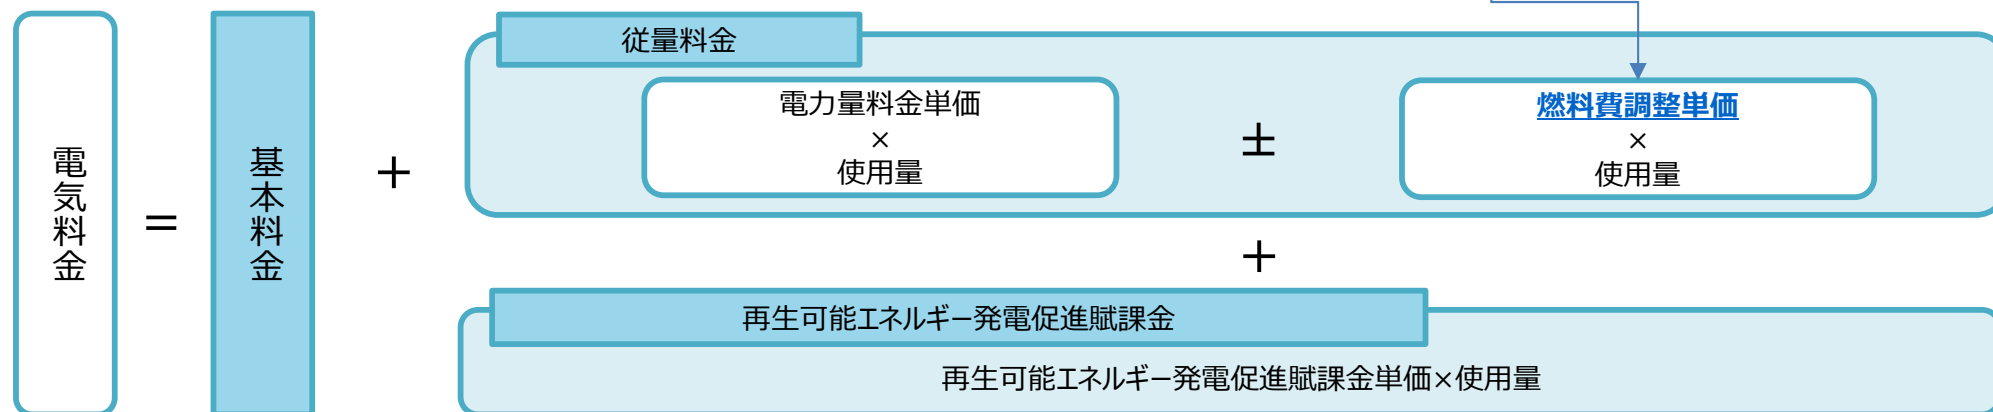 電気料金
＝
基本料金
＋
従量料金
電力量料金単価
×
使用量
±
燃料費調整単価
×
使用量
＋
再生可能エネルギー発電促進賦課金
再生可能エネルギー発電促進賦課金単価×使用量